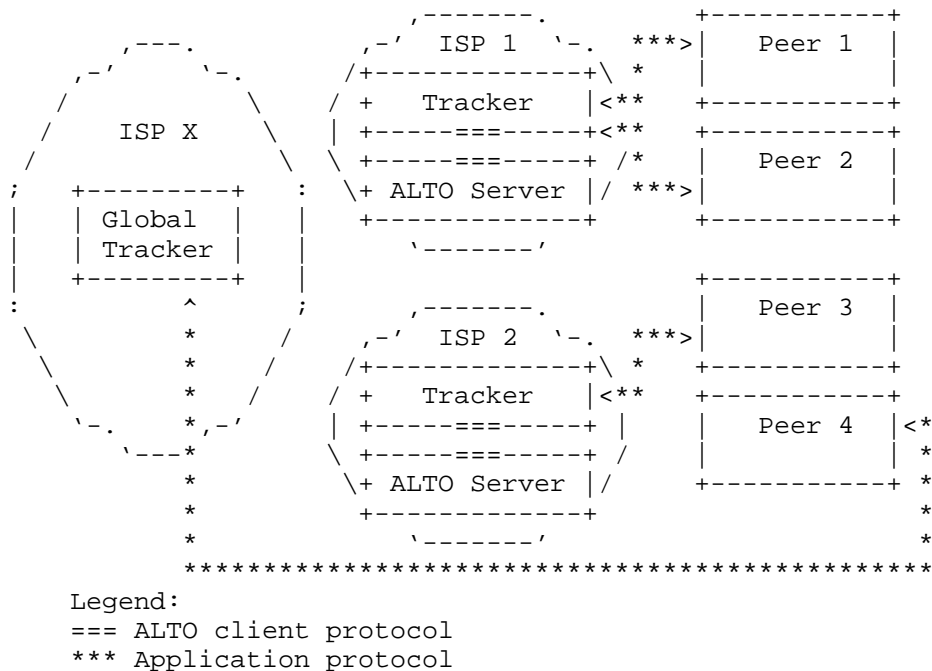 ISP 1
Peer 1
Tracker
ISP X
Peer 2
ALTO Server
Global
Tracker
Peer 3
ISP 2
Tracker
Peer 4
ALTO Server
Legend:
=== ALTO client protocol
*** Application protocol